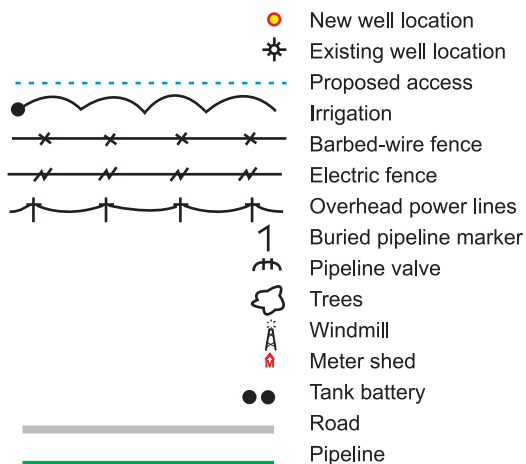 New well location
Existing well location
Proposed access
Irrigation
Barbed-wire fence
Electric fence
Overhead power lines
1 Buried pipeline marker
Pipeline valve
Trees
Windmill
M Meter shed
Tank battery
Road
Pipeline